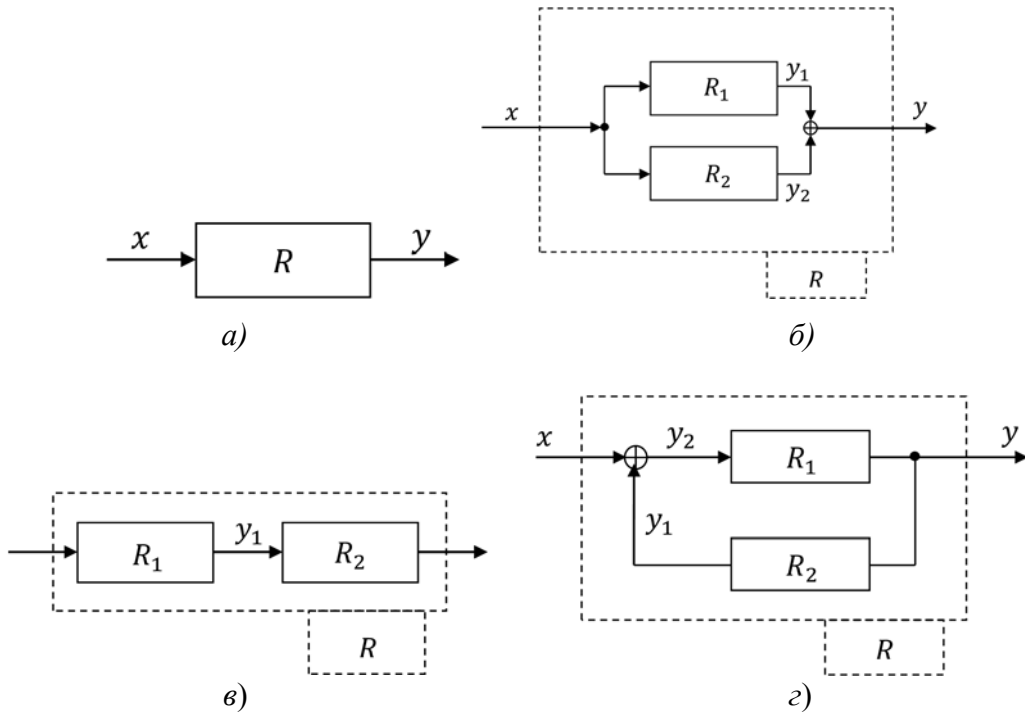 x
R
y
а)
x
R₁
y₁
R₂
y₂
y
R
б)
R₁
y₁
R₂
R
в)
x
y₂
R₁
y
y₁
R₂
R
г)